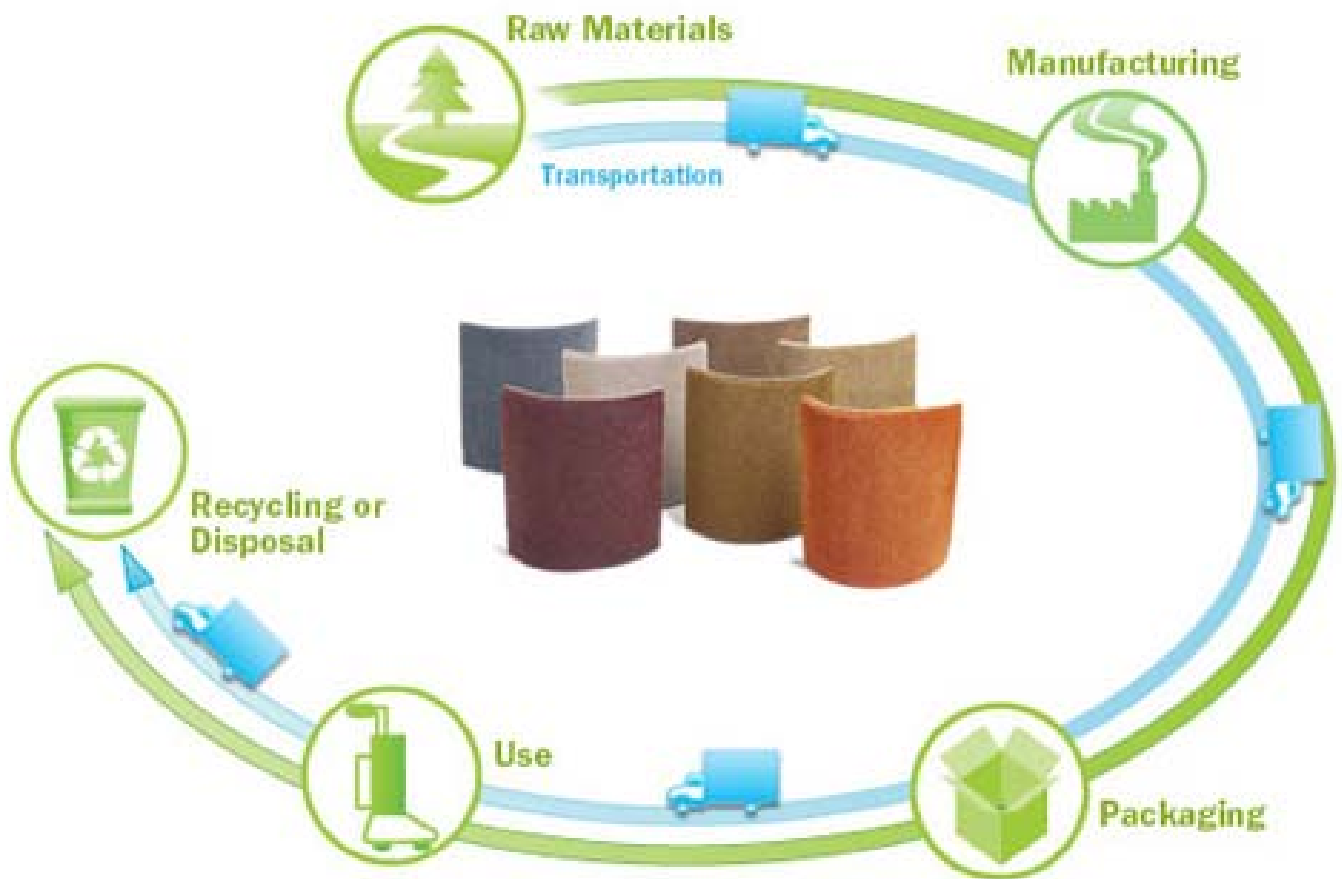 Raw Materials
Manufacturing
Transportation
Recycling or
Disposal
Use
Packaging